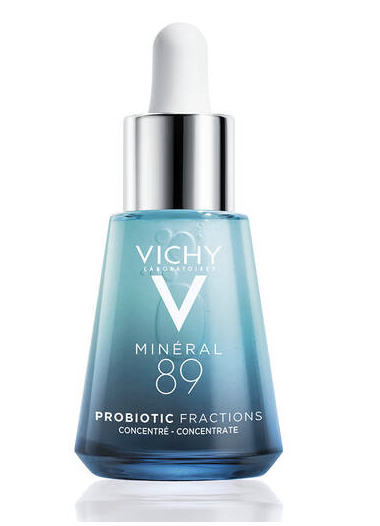 VICHY
LABORATOIRES
V
MINÉRAL
89
PROBIOTIC FRACTIONS
CONCENTRÉ - CONCENTRATE